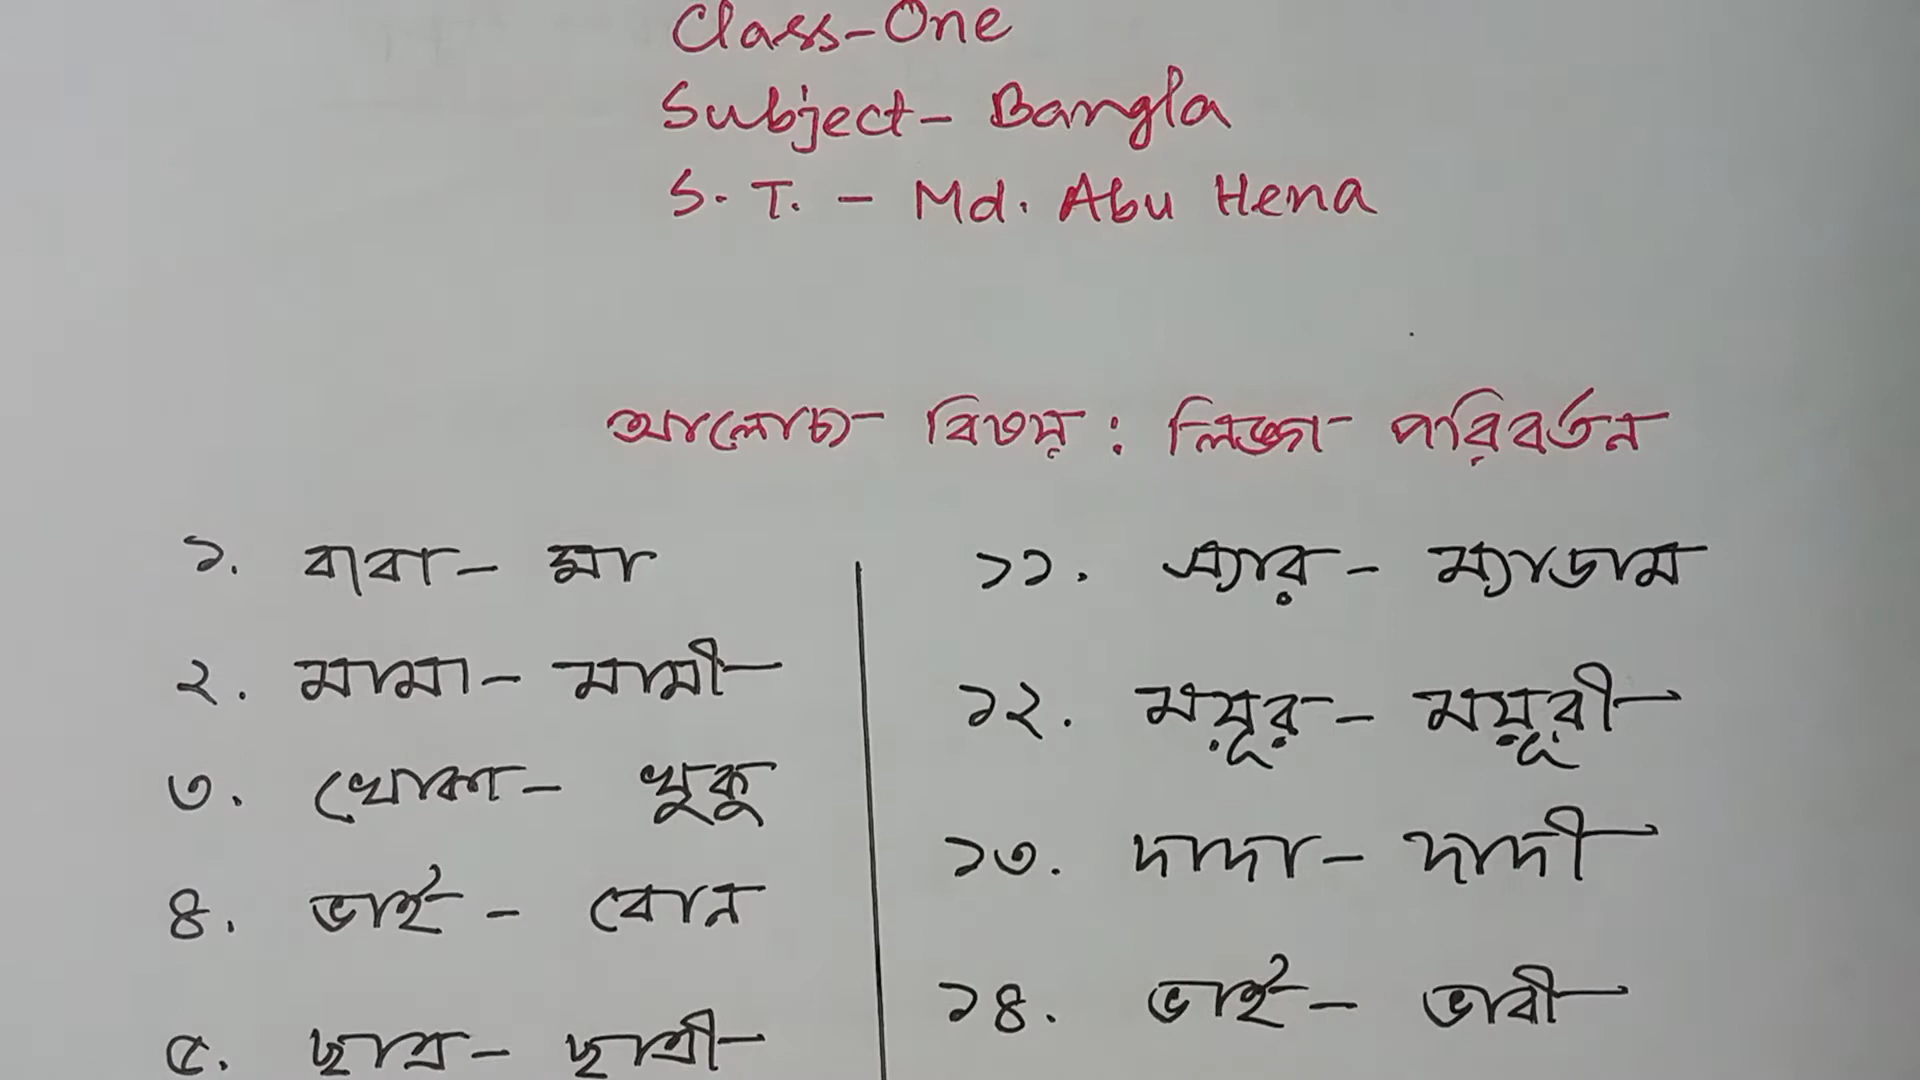 Class-One
Subject- Bangla
S. T. - Md. Abu Hena
আলোচ্য বিষয় : লিঙ্গ পরিবর্তন
১. বাবা - মা
২. মামা - মামী
৩. খোকা - খুকু
৪. ভাই - বোন
৫. ছাত্র - ছাত্রী
১১. স্যার - ম্যাডাম
১২. ময়ূর - ময়ূরী
১৩. দাদা - দাদী
১৪. ভাই - ভাবী